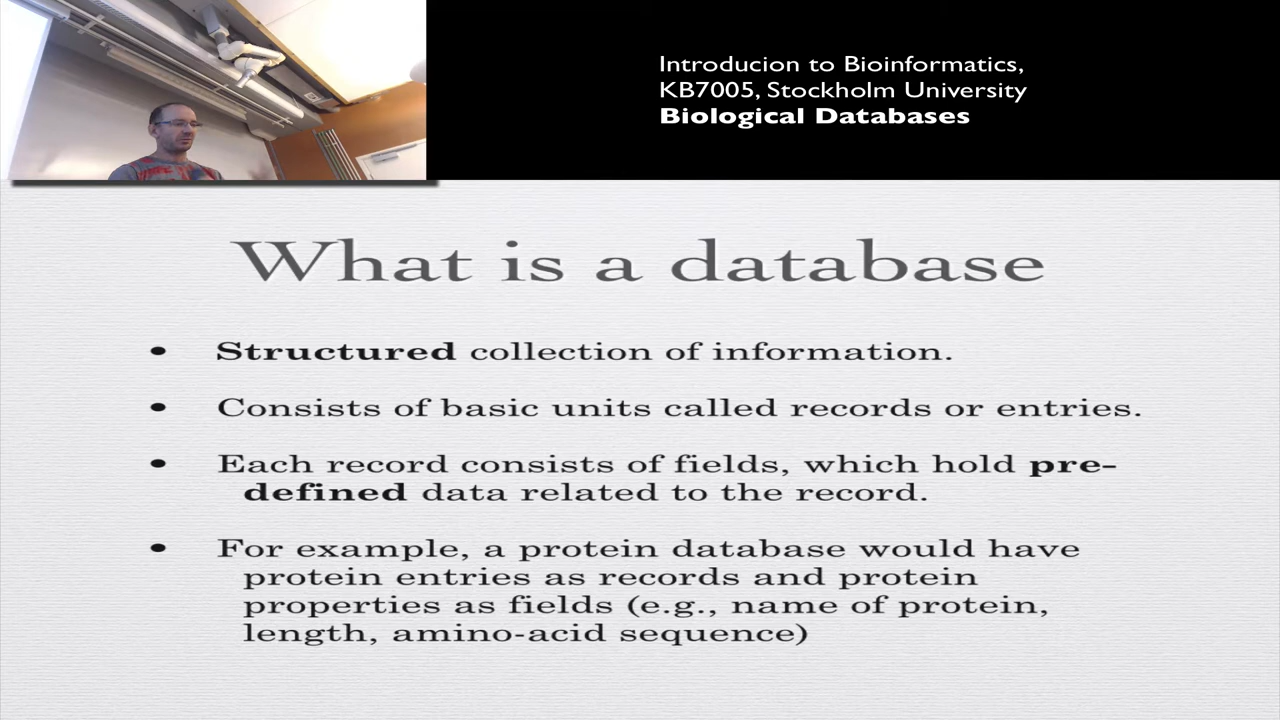 Introducion to Bioinformatics,
KB7005, Stockholm University
Biological Databases
What is a database
• Structured collection of information.
• Consists of basic units called records or entries.
• Each record consists of fields, which hold pre-
defined data related to the record.
• For example, a protein database would have
protein entries as records and protein
properties as fields (e.g., name of protein,
length, amino-acid sequence)